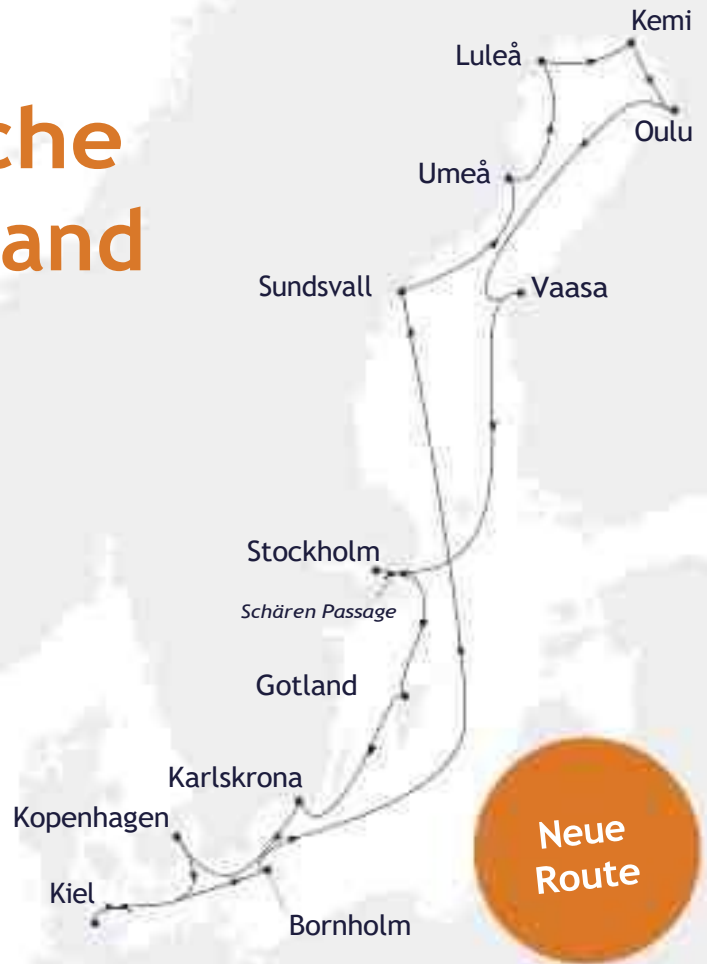 Kemi
Luleå
che
Oulu
Umeå
and
Sundsvall
Vaasa
Stockholm
Schären Passage
Gotland
Karlskrona
Kopenhagen
Neue
Route
Kiel
Bornholm